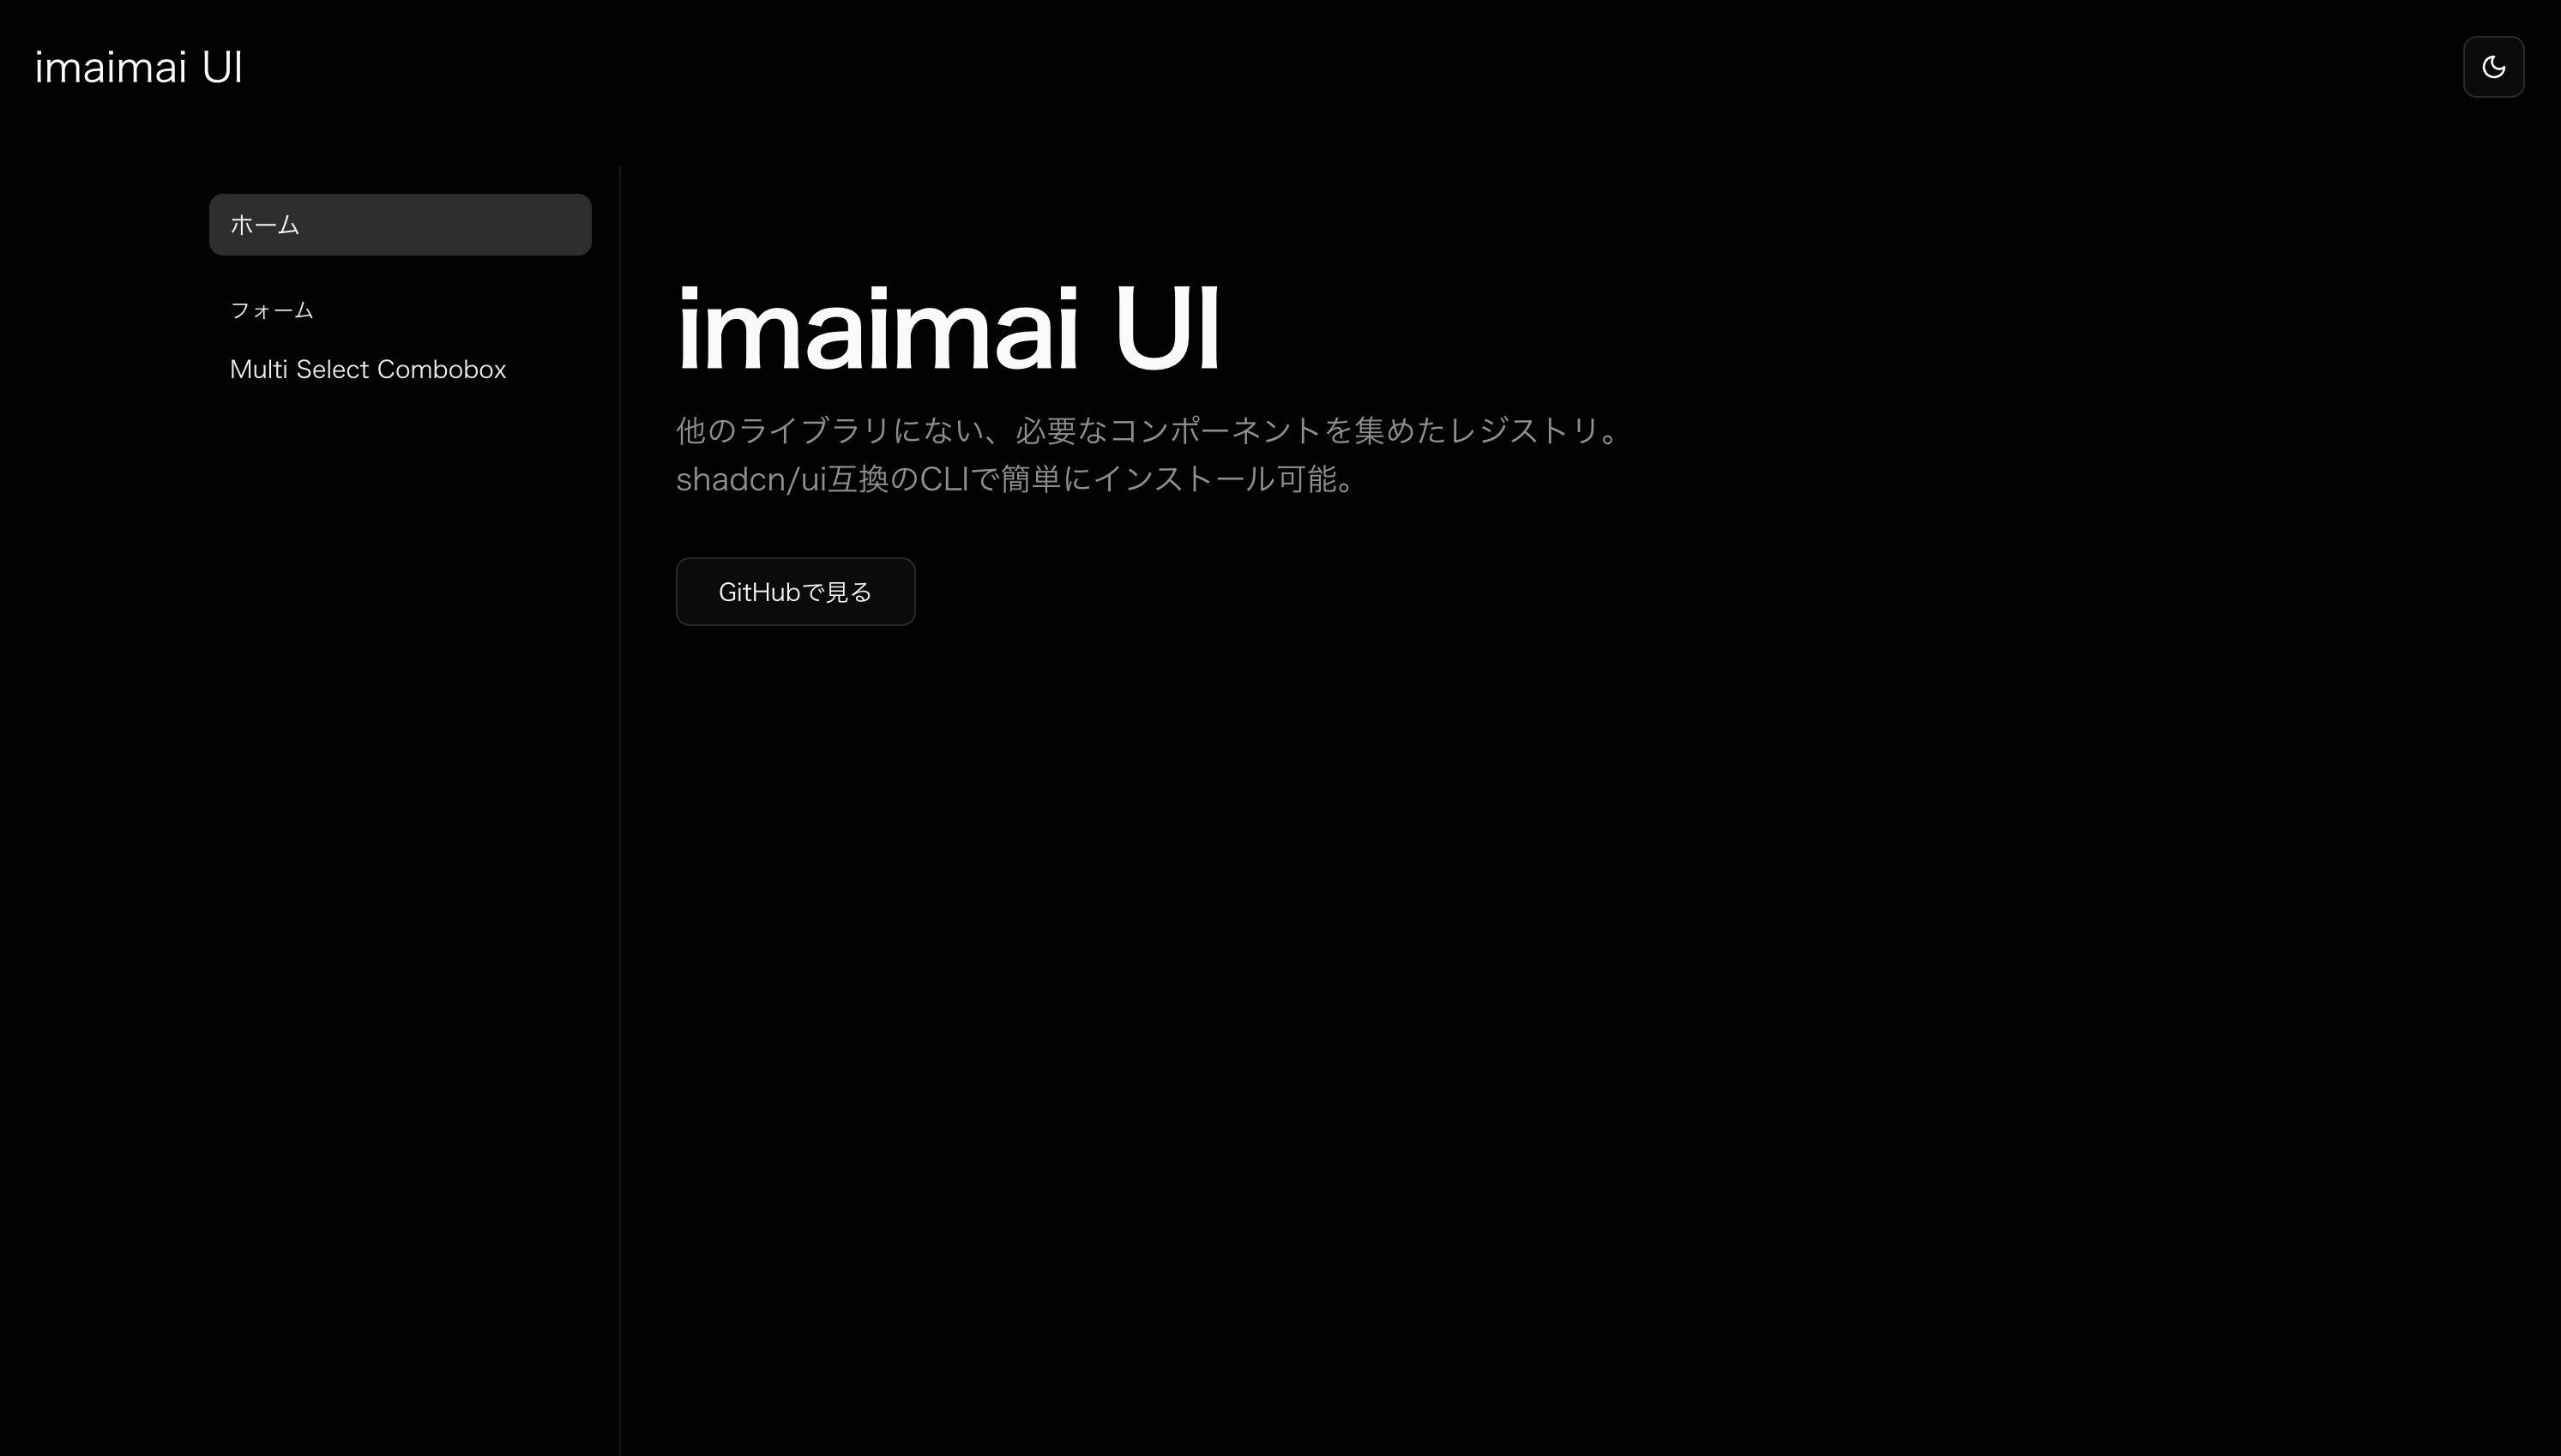 imaimai UI
ホーム
フォーム
Multi Select Combobox
imaimai UI
他のライブラリにない、必要なコンポーネントを集めたレジストリ。
shadcn/ui互換のCLIで簡単にインストール可能。
GitHubで見る